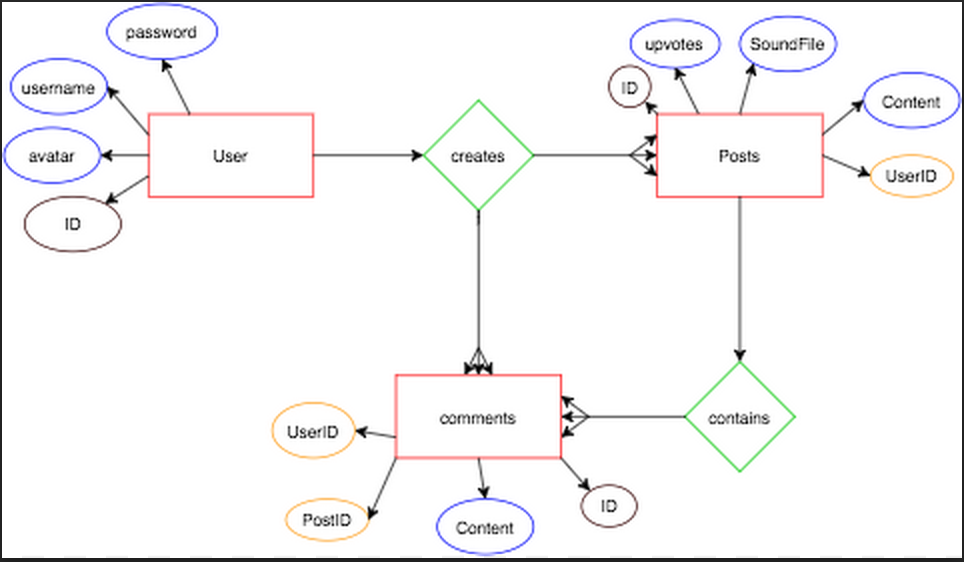 password
upvotes
SoundFile
username
ID
Content
avatar
User
creates
Posts
UserID
ID
comments
contains
UserID
PostID
Content
ID